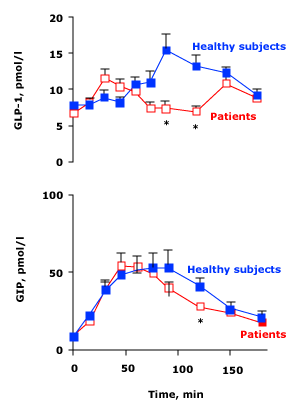 20
15
10
5
0
GLP-1, pmol/l
Healthy subjects
Patients
*
*
100
50
0
GIP, pmol/l
Healthy subjects
Patients
*
0
50
100
150
Time, min